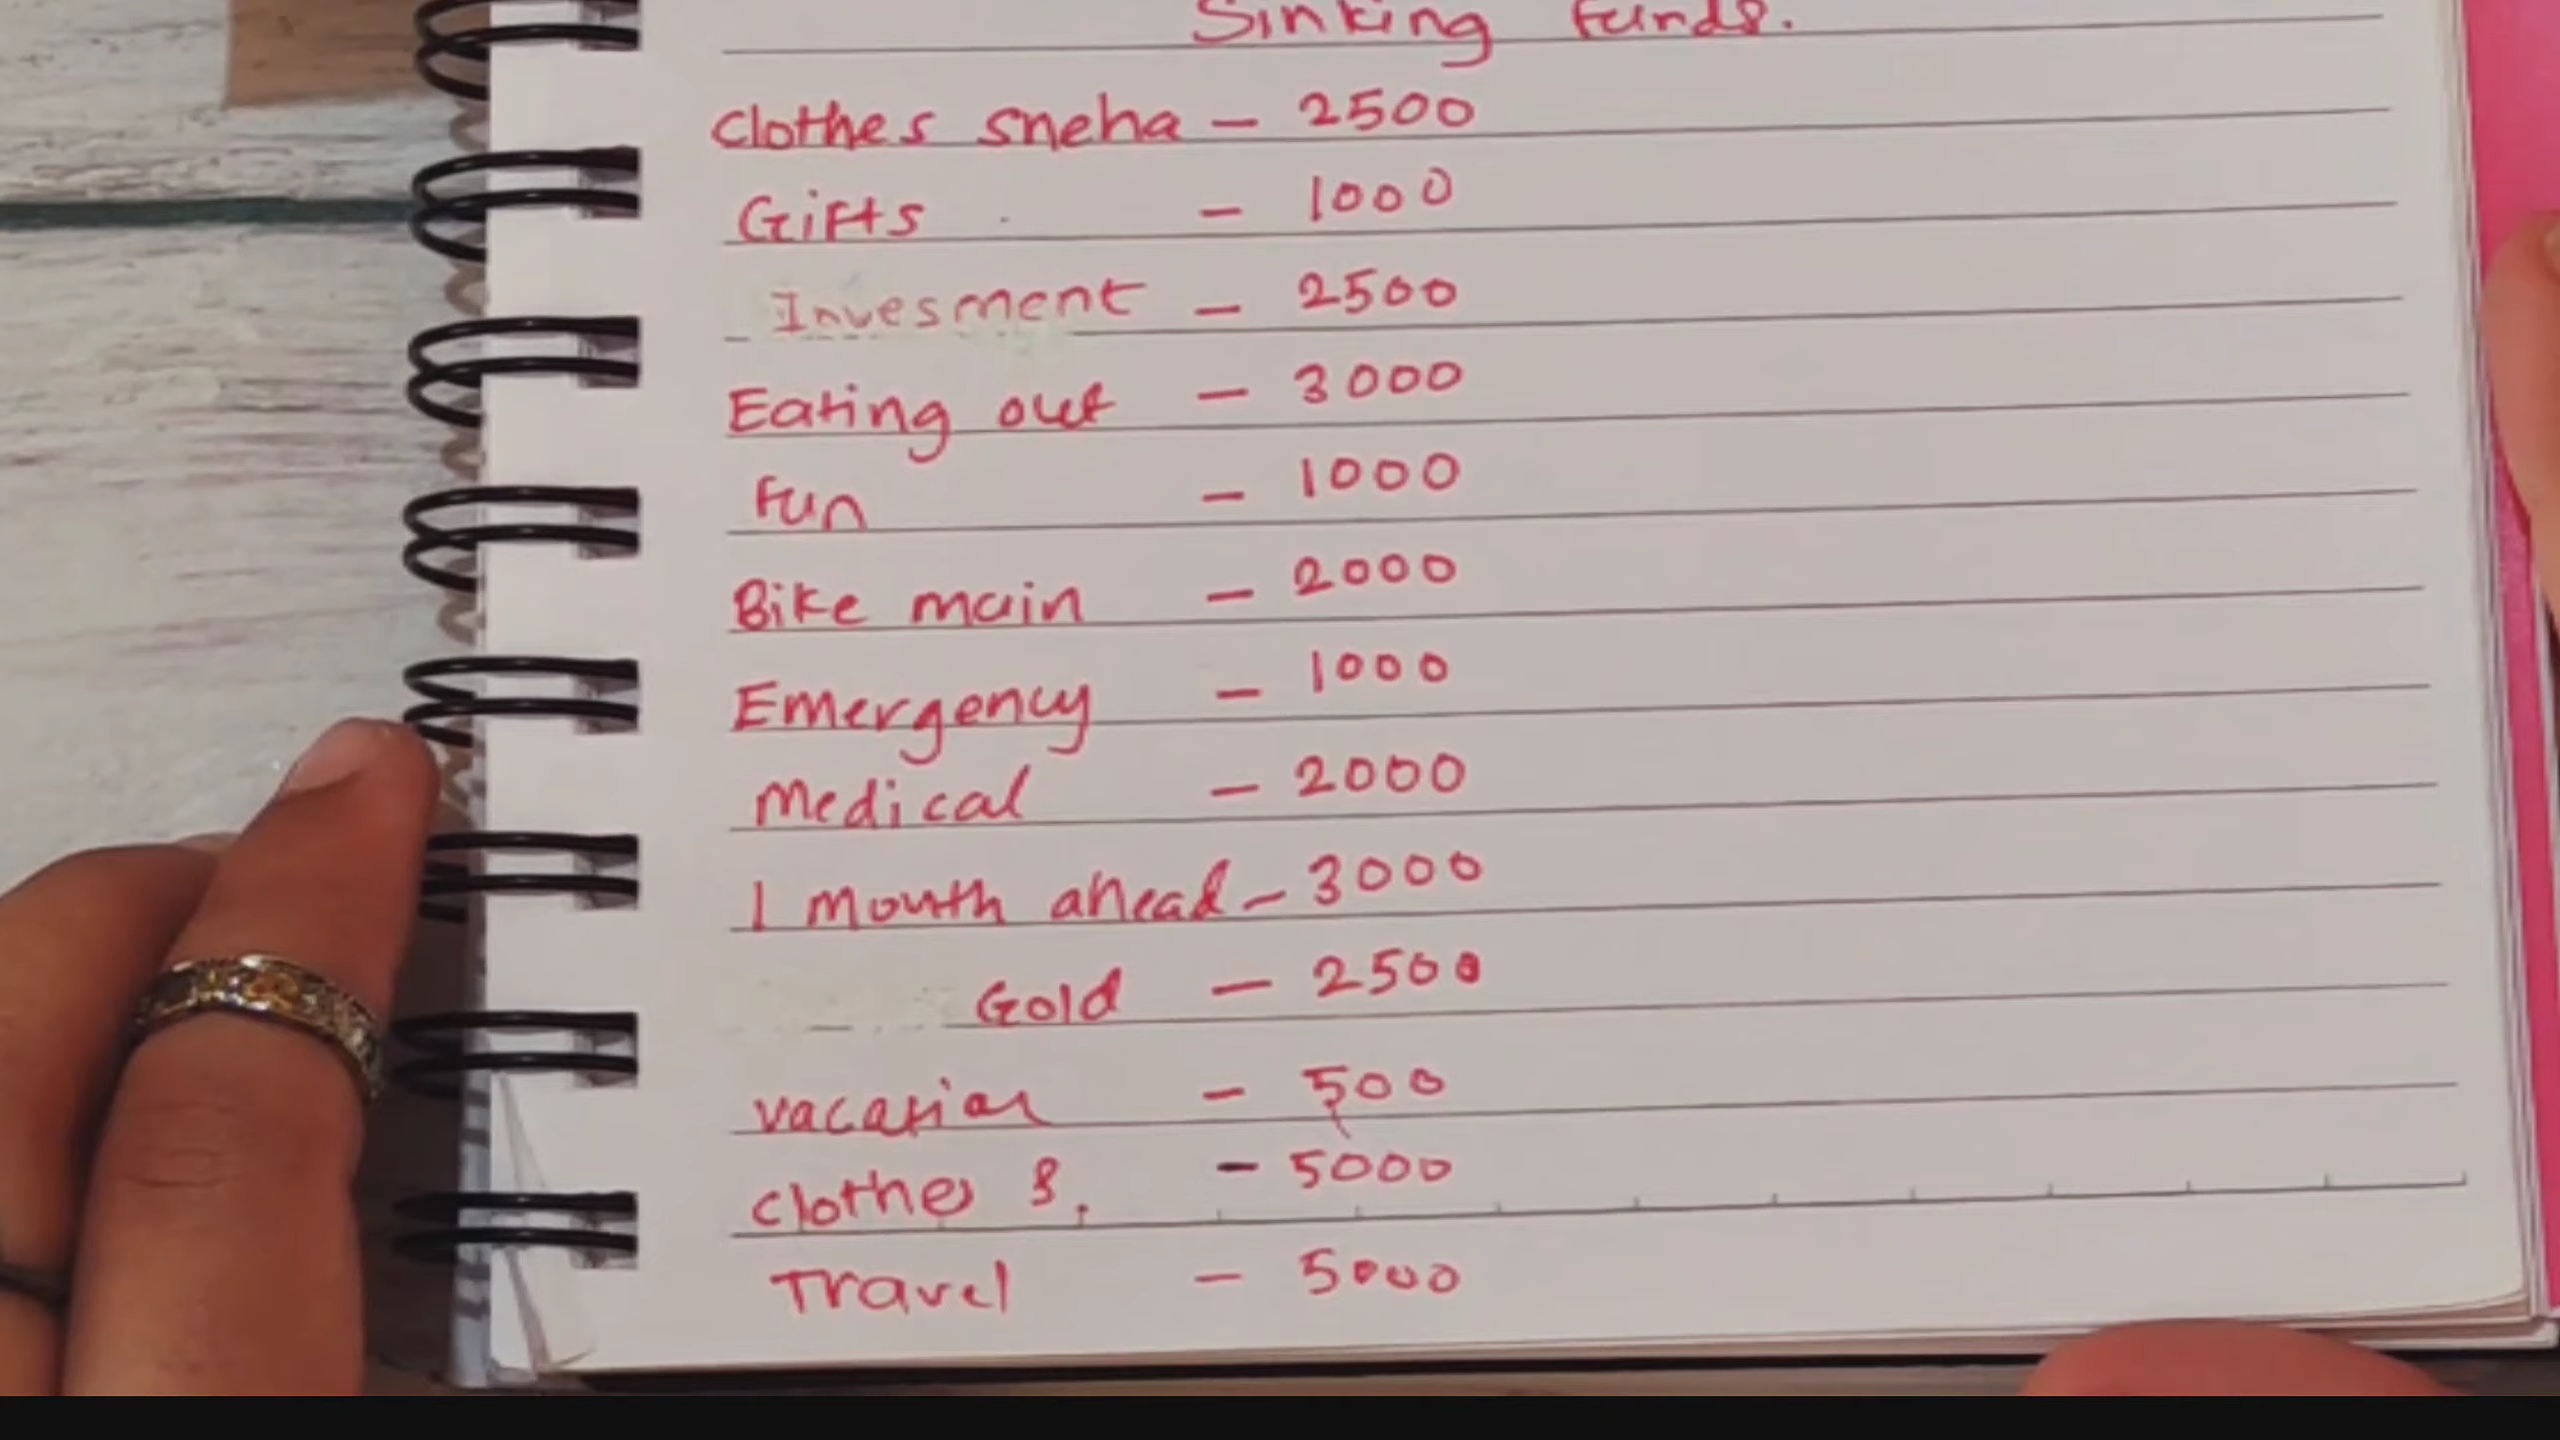 Sinking funds.
Clothes sneha - 2500
Gifts - 1000
Invesment - 2500
Eating out - 3000
Fun - 1000
Bike main - 2000
Emergency - 1000
Medical - 2000
1 Month ahead - 3000
Gold - 2500
vacation - 500
Clothes - 5000
Travel - 5000